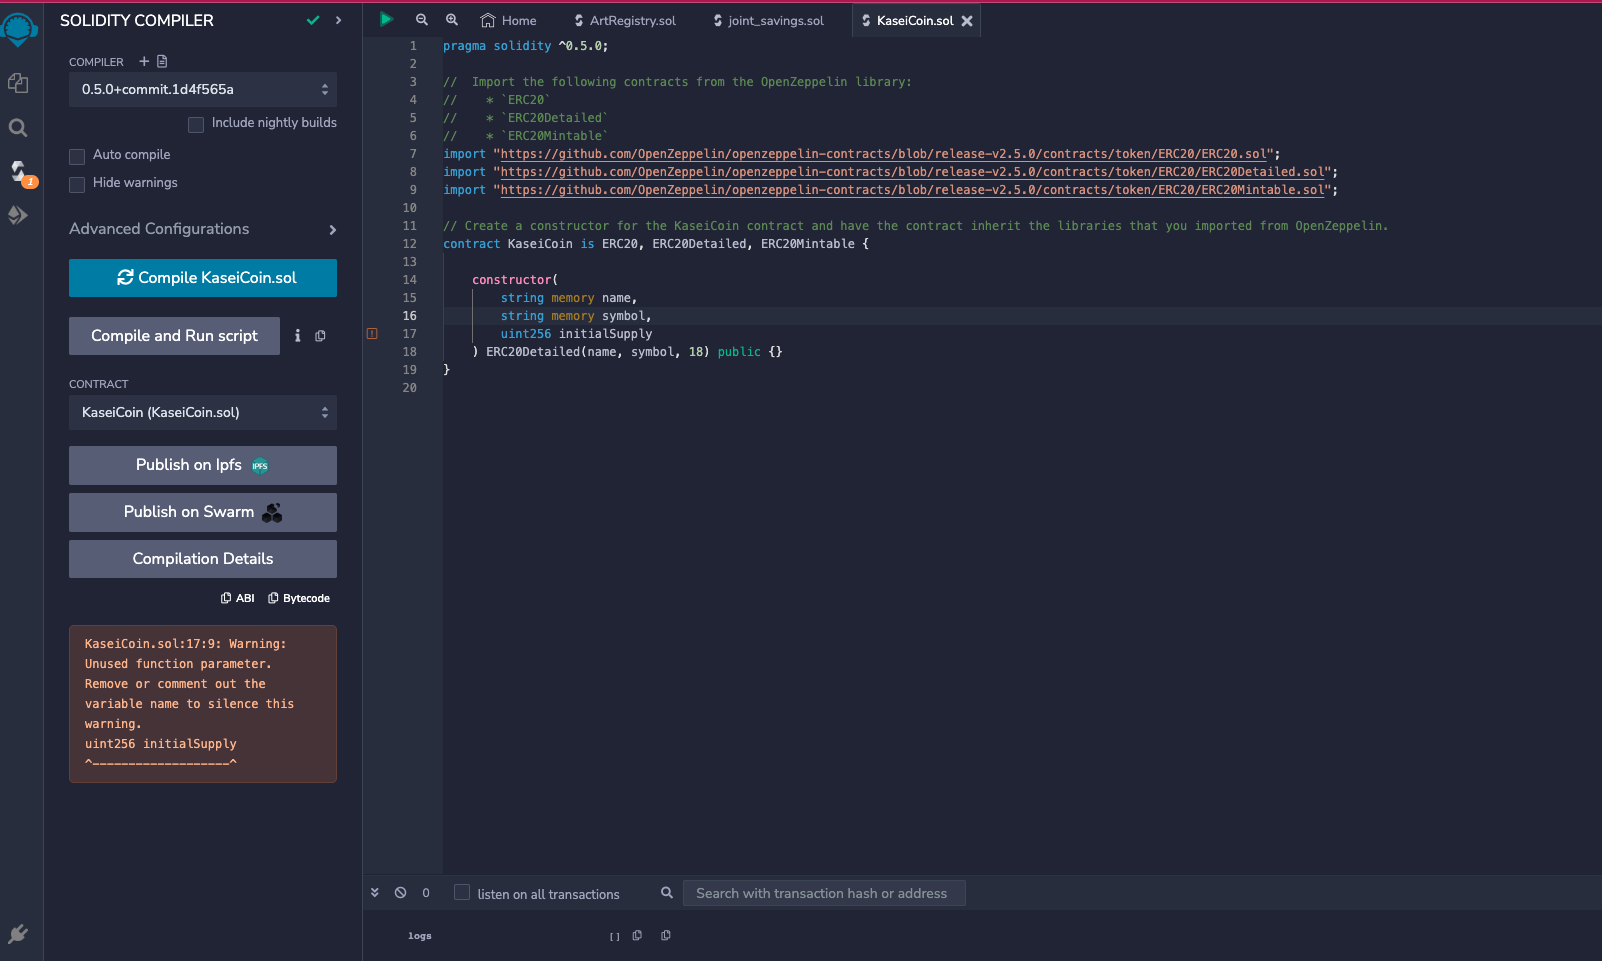 SOLIDITY COMPILER
COMPILER
0.5.0+commit.1d4f565a
Include nightly builds
Auto compile
Hide warnings
Advanced Configurations
Compile KaseiCoin.sol
Compile and Run script
CONTRACT
KaseiCoin (KaseiCoin.sol)
Publish on Ipfs IPFS
Publish on Swarm
Compilation Details
ABI Bytecode
KaseiCoin.sol:17:9: Warning:
Unused function parameter.
Remove or comment out the
variable name to silence this
warning.
uint256 initialSupply
^-------------------^
1
Home ArtRegistry.sol joint_savings.sol KaseiCoin.sol
1 pragma solidity ^0.5.0;
2
3 //  Import the following contracts from the OpenZeppelin library:
4 //    * `ERC20`
5 //    * `ERC20Detailed`
6 //    * `ERC20Mintable`
7 import "https://github.com/OpenZeppelin/openzeppelin-contracts/blob/release-v2.5.0/contracts/token/ERC20/ERC20.sol";
8 import "https://github.com/OpenZeppelin/openzeppelin-contracts/blob/release-v2.5.0/contracts/token/ERC20/ERC20Detailed.sol";
9 import "https://github.com/OpenZeppelin/openzeppelin-contracts/blob/release-v2.5.0/contracts/token/ERC20/ERC20Mintable.sol";
10
11 // Create a constructor for the KaseiCoin contract and have the contract inherit the libraries that you imported from OpenZeppelin.
12 contract KaseiCoin is ERC20, ERC20Detailed, ERC20Mintable {
13
14     constructor(
15         string memory name,
16         string memory symbol,
17         uint256 initialSupply
18     ) ERC20Detailed(name, symbol, 18) public {}
19 }
20
0 listen on all transactions Search with transaction hash or address
logs []